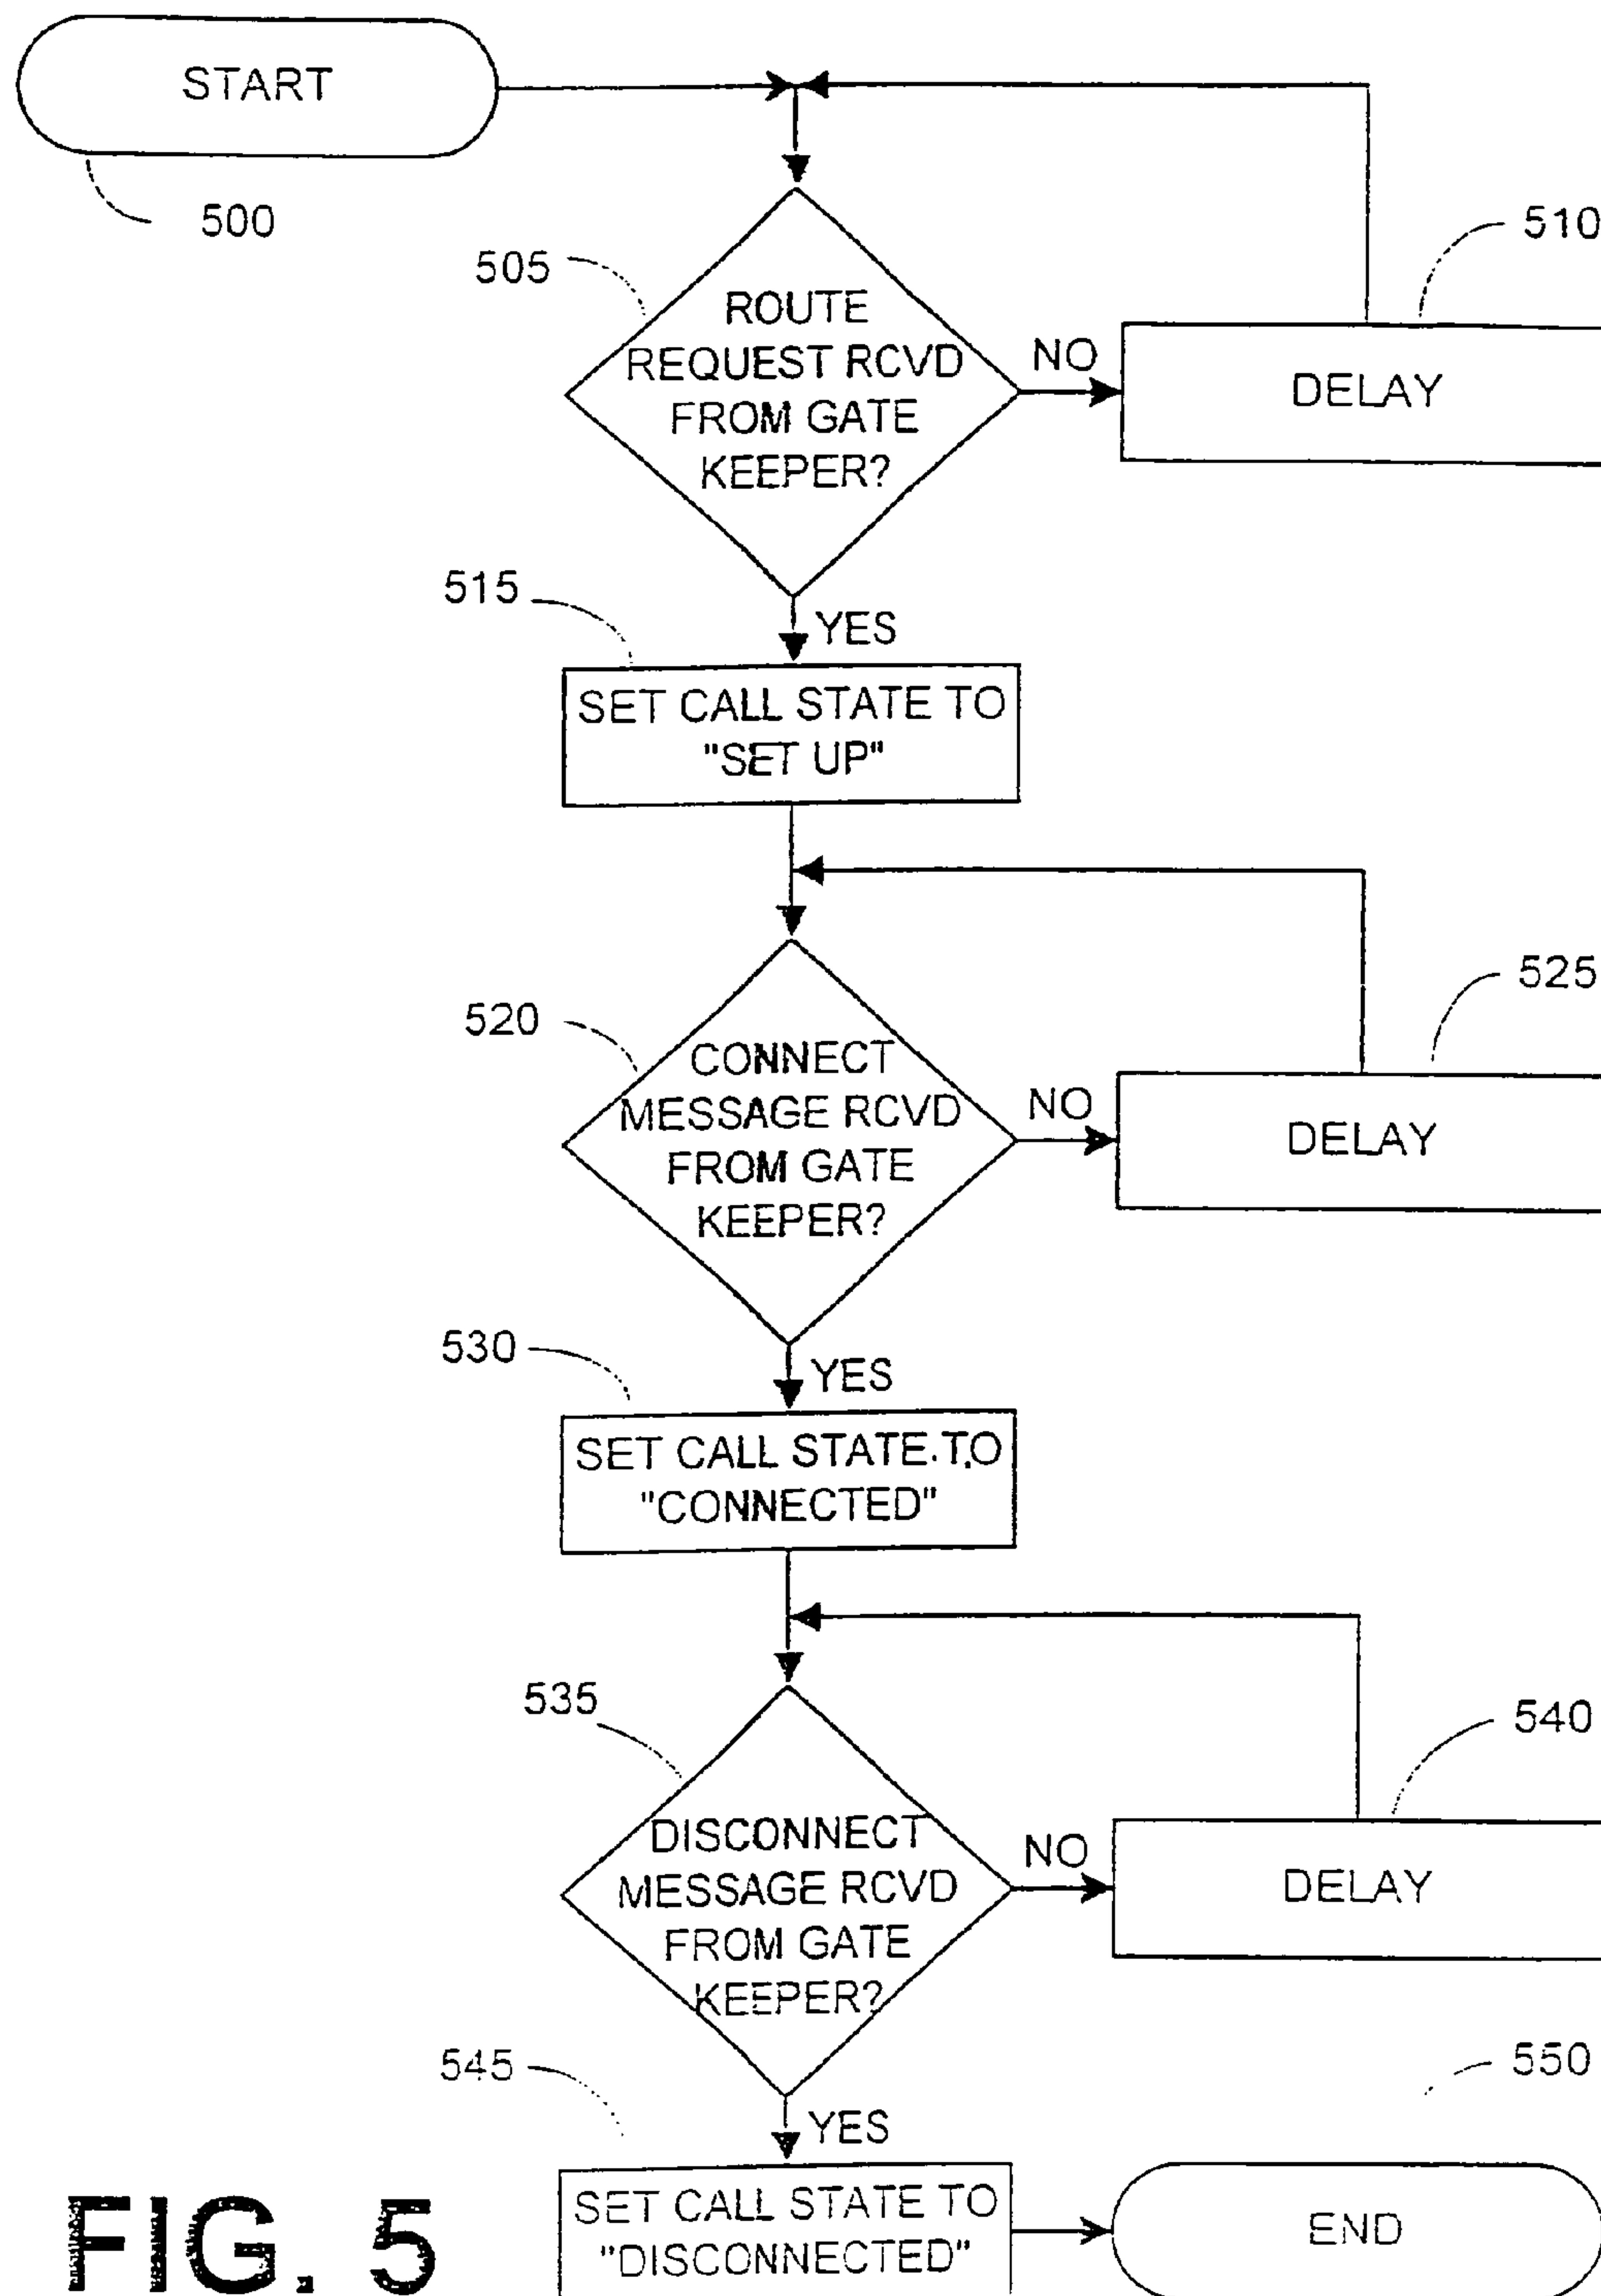 START
500
505
510
ROUTE
REQUEST RCVD
FROM GATE
KEEPER?
NO
DELAY
515
YES
SET CALL STATE TO
"SET UP"
520
525
CONNECT
MESSAGE RCVD
FROM GATE
KEEPER?
NO
DELAY
530
YES
SET CALL STATE TO
"CONNECTED"
535
540
DISCONNECT
MESSAGE RCVD
FROM GATE
KEEPER?
NO
DELAY
545
550
YES
SET CALL STATE TO
"DISCONNECTED"
END
FIG. 5